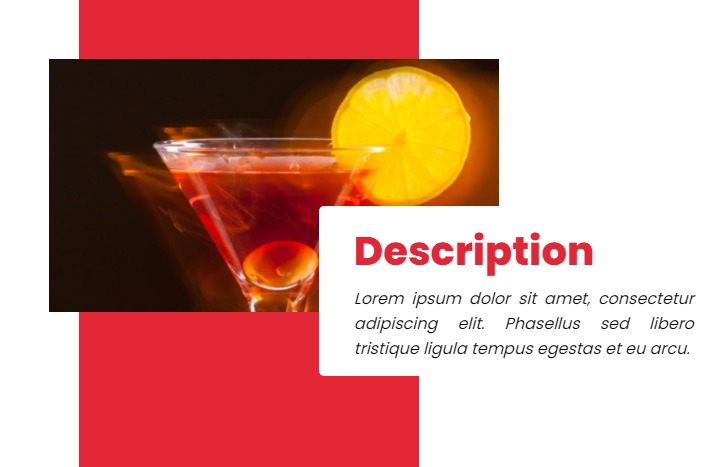 Description
Lorem ipsum dolor sit amet, consectetur
adipiscing elit. Phasellus sed libero
tristique ligula tempus egestas et eu arcu.